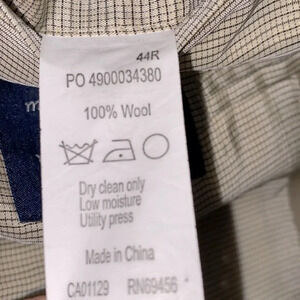 44R
PO 4900034380
100% Wool
Dry clean only
Low moisture
Utility press
Made in China
CA01129 RN69456